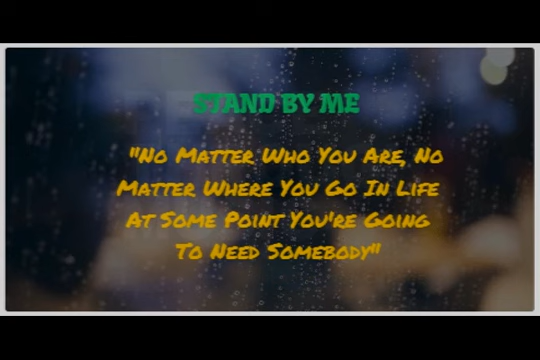 STAND BY ME
"No Matter Who You Are, No
Matter Where You Go In Life
At Some Point You're Going
To Need Somebody"